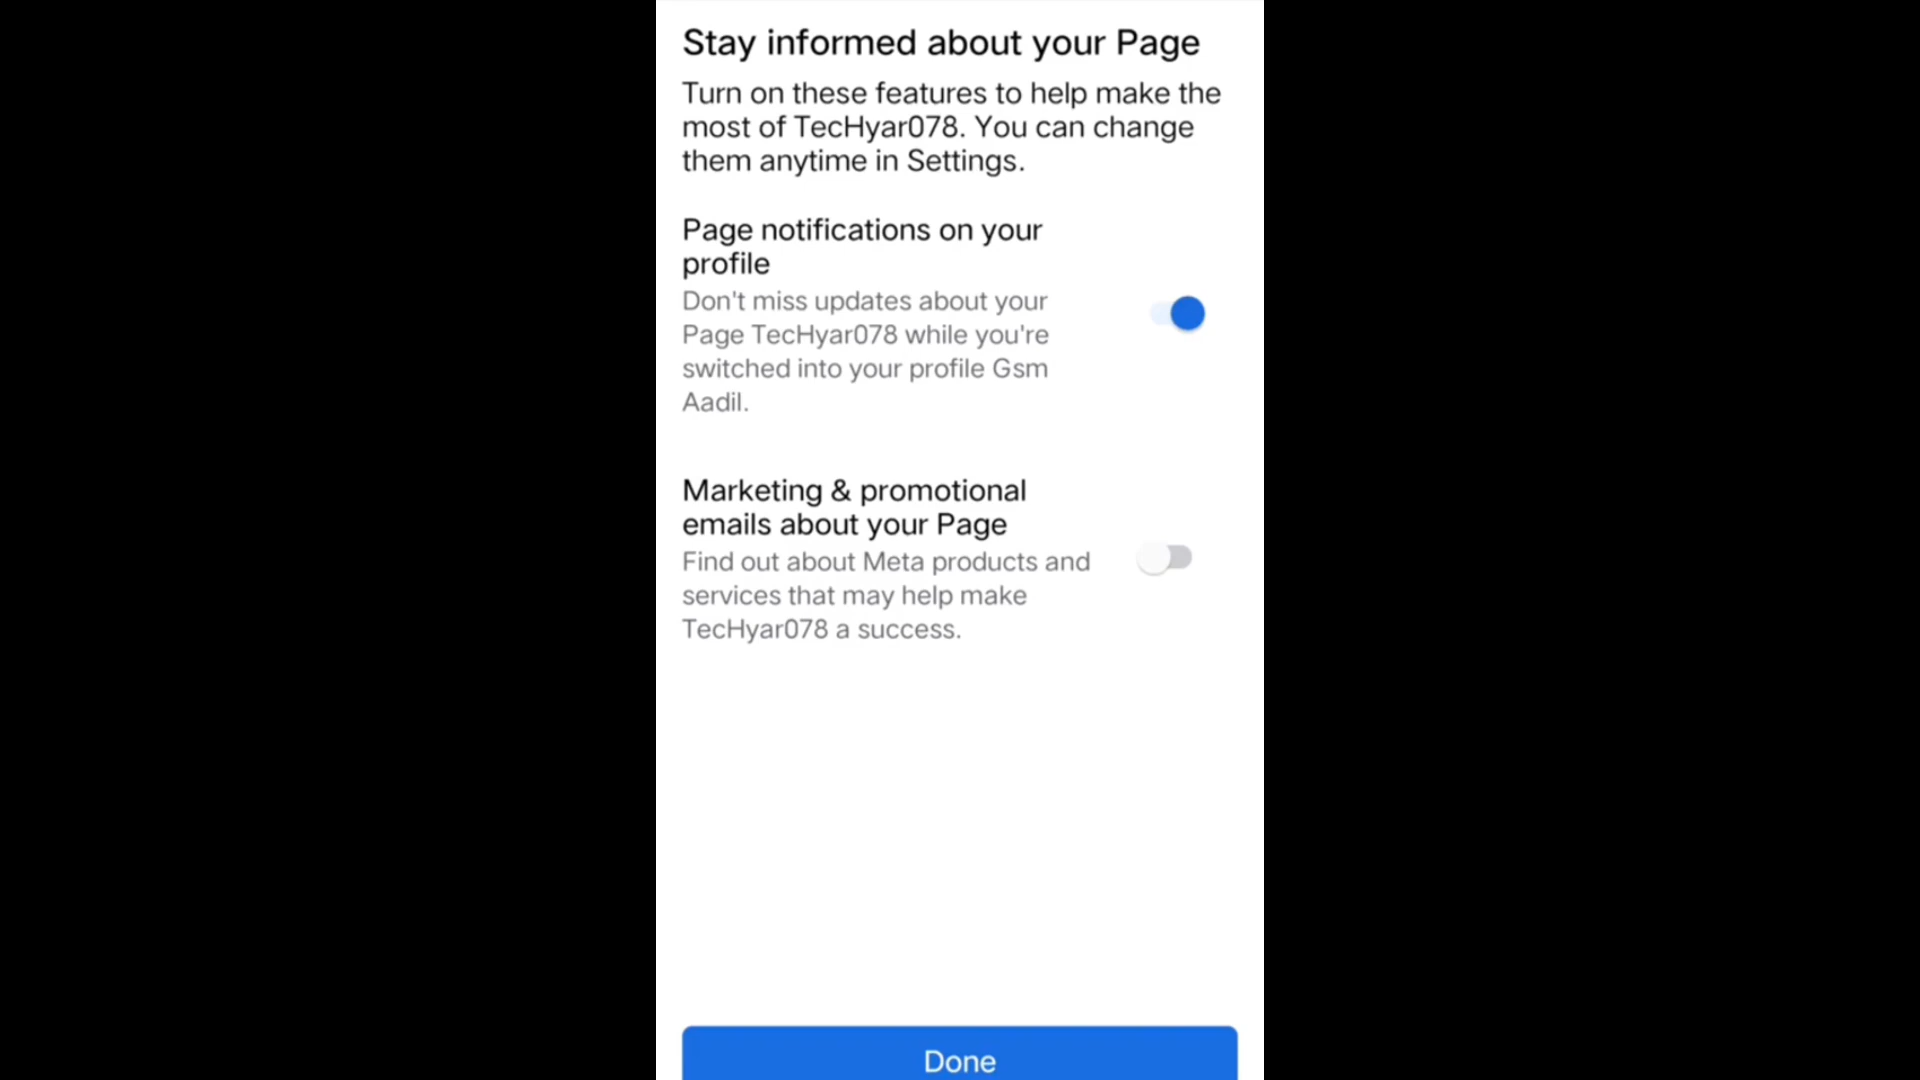 Stay informed about your Page
Turn on these features to help make the
most of TecHyar078. You can change
them anytime in Settings.
Page notifications on your
profile
Don't miss updates about your
Page TecHyar078 while you're
switched into your profile Gsm
Aadil.
Marketing & promotional
emails about your Page
Find out about Meta products and
services that may help make
TecHyar078 a success.
Done